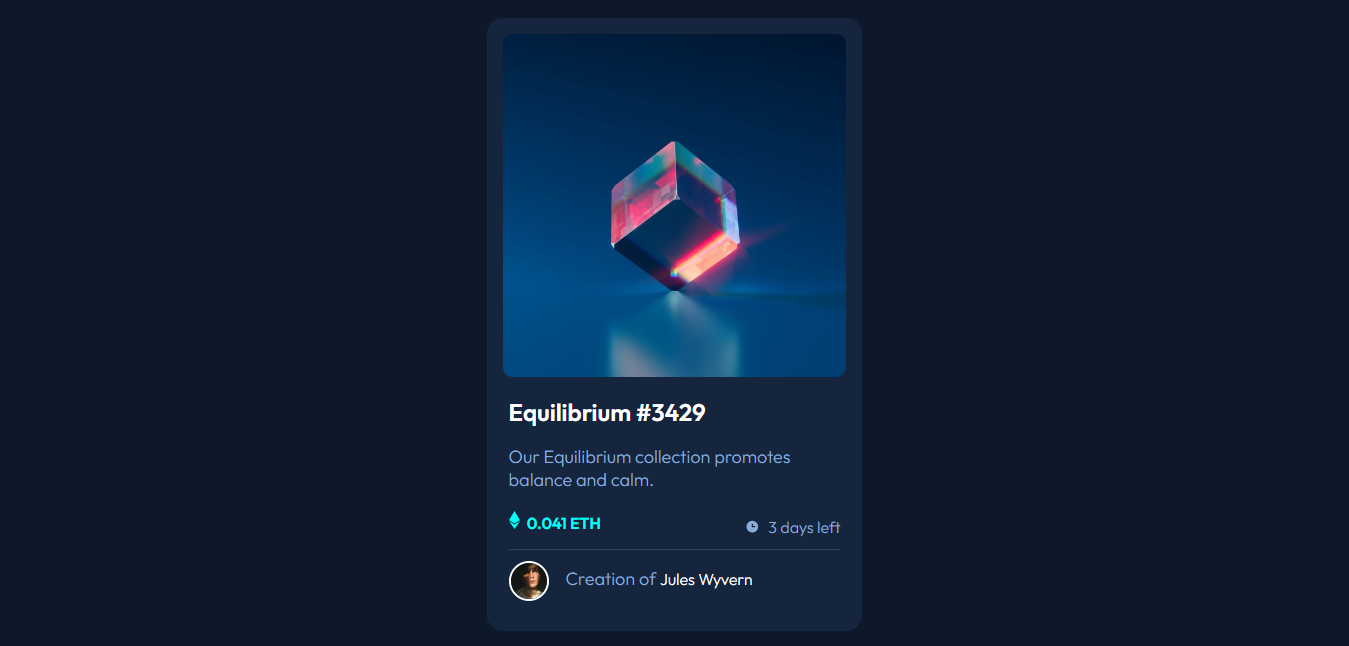 Equilibrium #3429
Our Equilibrium collection promotes
balance and calm.
0.041 ETH
3 days left
Creation of Jules Wyvern